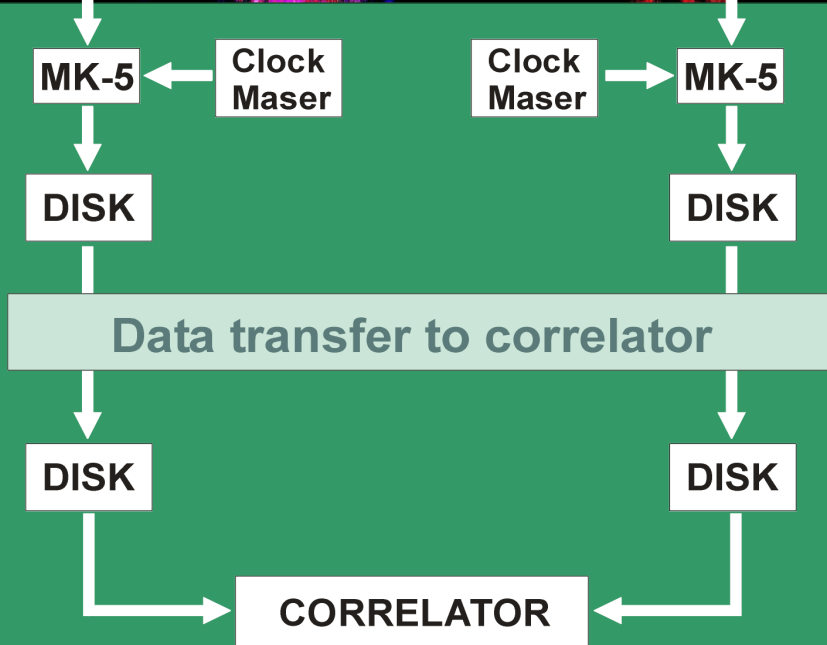 MK-5
Clock
Maser
Clock
Maser
MK-5
DISK
DISK
Data transfer to correlator
DISK
DISK
CORRELATOR